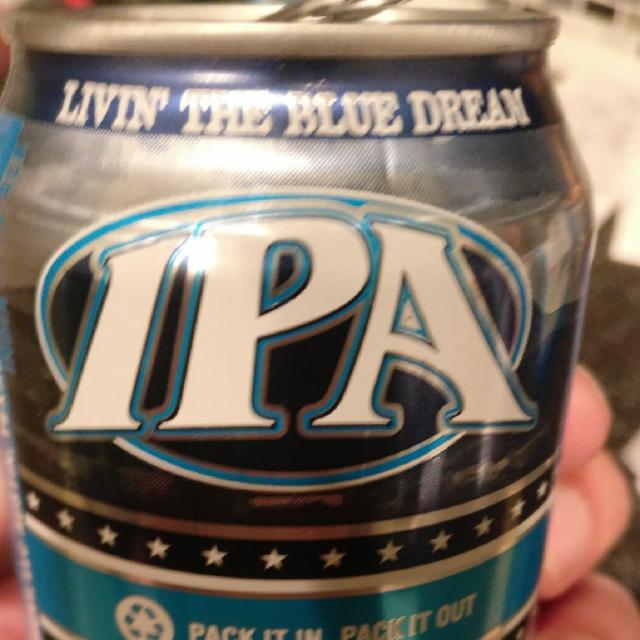 LIVIN' THE BLUE DREAM
IPA
PACK IT IN, PACK IT OUT